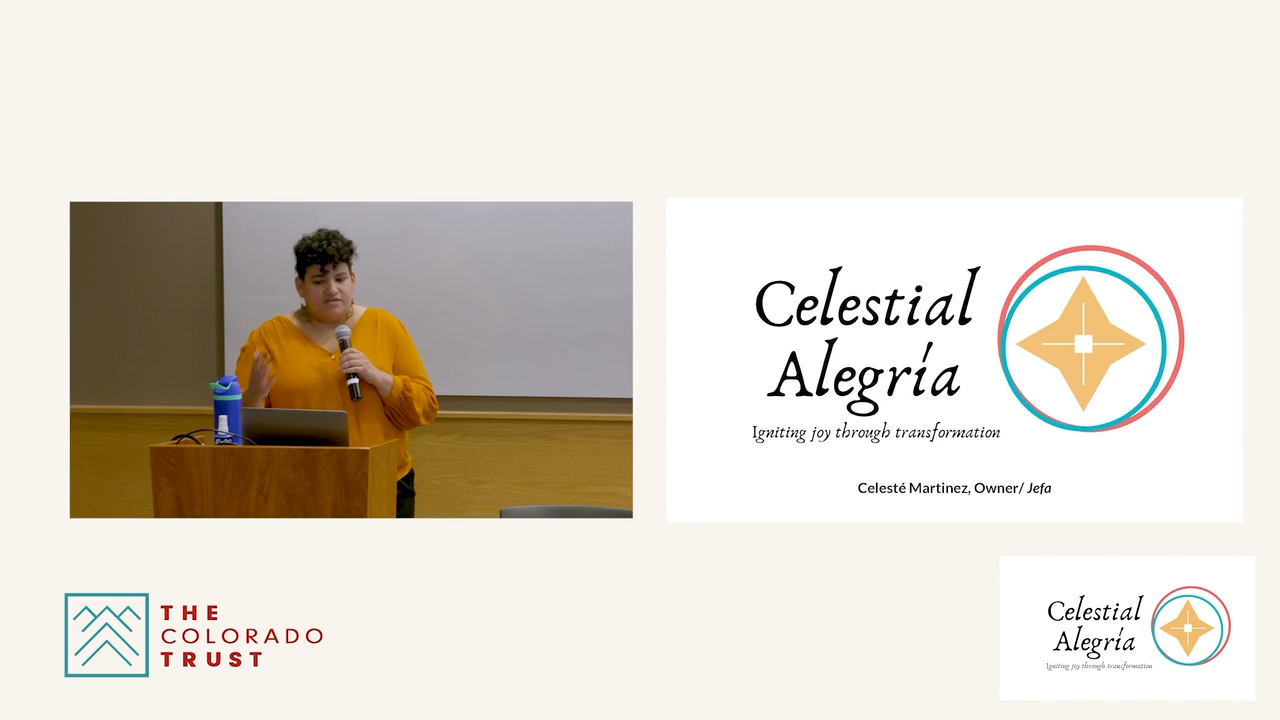 Celestial
Alegría
Igniting joy through transformation
Celesté Martinez, Owner/ Jefa
THE
COLORADO
TRUST
Celestial
Alegría
Igniting joy through transformation